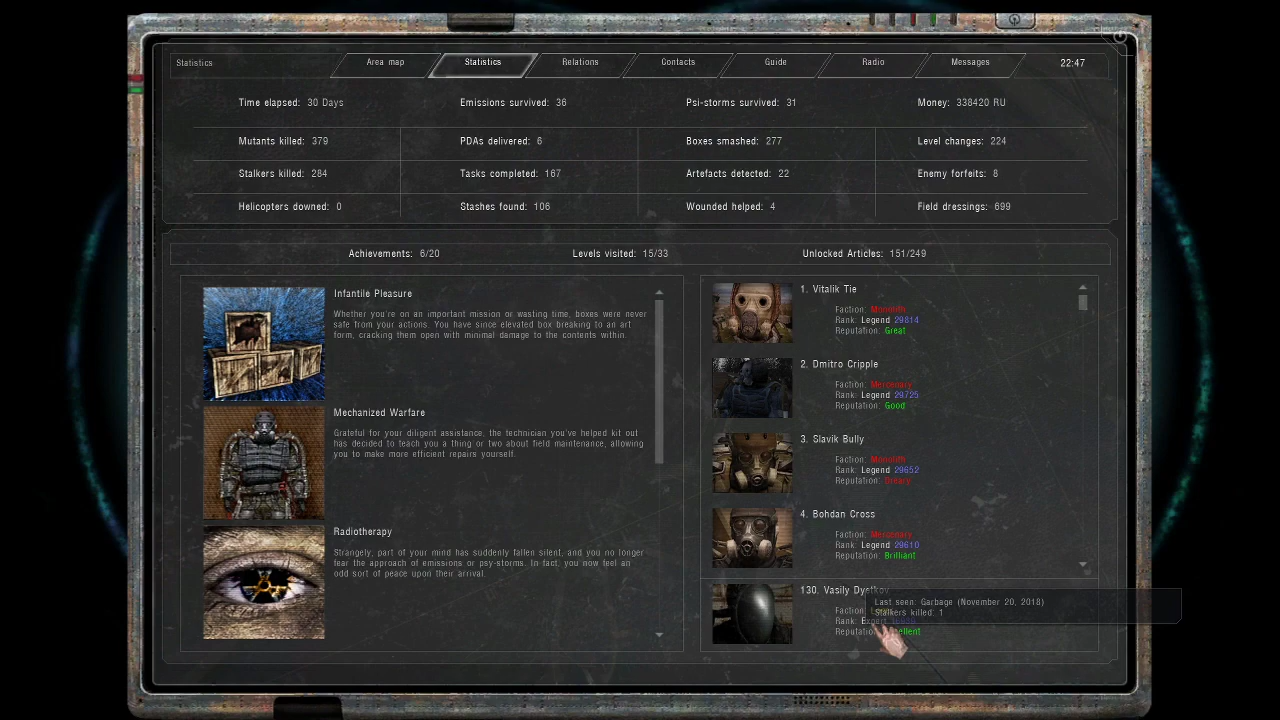 Statistics Area map Statistics Relations Contacts Guide Radio Messages 22:47
Time elapsed: 30 Days Emissions survived: 36 Psi-storms survived: 31 Money: 338420 RU
Mutants killed: 379 PDAs delivered: 6 Boxes smashed: 277 Level changes: 224
Stalkers killed: 284 Tasks completed: 167 Artefacts detected: 22 Enemy forfeits: 8
Helicopters downed: 0 Stashes found: 106 Wounded helped: 4 Field dressings: 699
Achievements: 6/20 Levels visited: 15/33 Unlocked Articles: 151/249
Infantile Pleasure
Whether you're on an important mission or wasting time, boxes were never
safe from your actions. You have since elevated box breaking to an art
form, cracking them open with minimal damage to the contents within.
Mechanized Warfare
Grateful for your diligent assistance, the technician you've helped kit out
has decided to teach you a thing or two about field maintenance, allowing
you to make more efficient repairs yourself.
Radiotherapy
Strangely, part of your mind has suddenly fallen silent, and you no longer
fear the approach of emissions or psy-storms. In fact, you now feel an
odd sort of peace upon their arrival.
1. Vitalik Tie
Faction: Monolith
Rank: Legend 29814
Reputation: Great
2. Dmitro Cripple
Faction: Mercenary
Rank: Legend 29725
Reputation: Good
3. Slavik Bully
Faction: Monolith
Rank: Legend 29652
Reputation: Dreary
4. Bohdan Cross
Faction: Mercenary
Rank: Legend 29610
Reputation: Brilliant
130. Vasily Dyatkov
Faction:
Rank: Expert
Reputation: Excellent
Last seen: Garbage (November 20, 2018)
Stalkers killed: 1